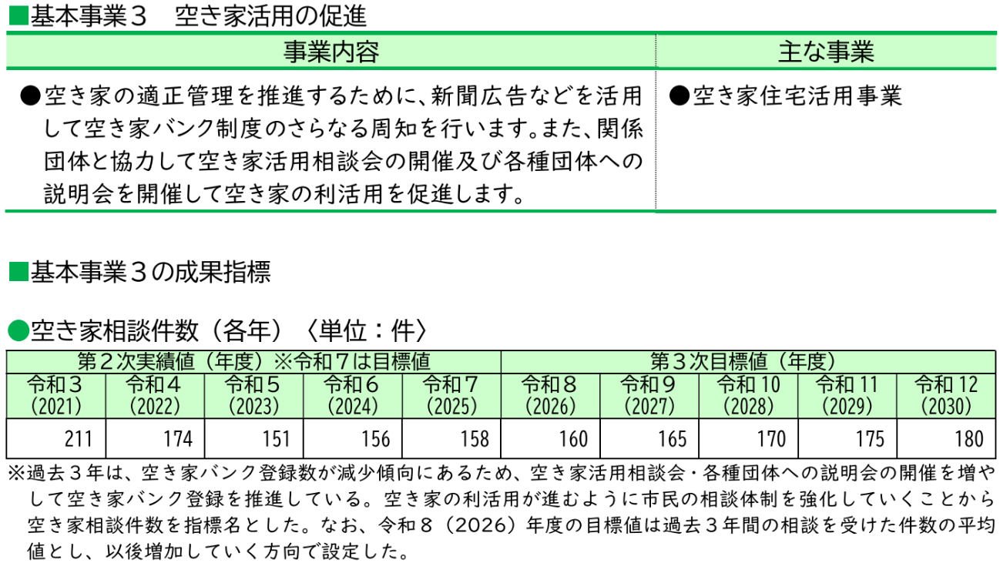 ■基本事業３　空き家活用の促進
事業内容
主な事業
●空き家の適正管理を推進するために、新聞広告などを活用
して空き家バンク制度のさらなる周知を行います。また、関係
団体と協力して空き家活用相談会の開催及び各種団体への
説明会を開催して空き家の利活用を促進します。
●空き家住宅活用事業
■基本事業３の成果指標
●空き家相談件数（各年）〈単位：件〉
第２次実績値（年度）※令和７は目標値
第３次目標値（年度）
令和３ 令和４ 令和５ 令和６ 令和７ 令和８ 令和９ 令和10 令和11 令和12
(2021) (2022) (2023) (2024) (2025) (2026) (2027) (2028) (2029) (2030)
211 174 151 156 158 160 165 170 175 180
※過去３年は、空き家バンク登録数が減少傾向にあるため、空き家活用相談会・各種団体への説明会の開催を増や
して空き家バンク登録を推進している。空き家の利活用が進むように市民の相談体制を強化していくことから
空き家相談件数を指標名とした。なお、令和８（2026）年度の目標値は過去３年間の相談を受けた件数の平均
値とし、以後増加していく方向で設定した。